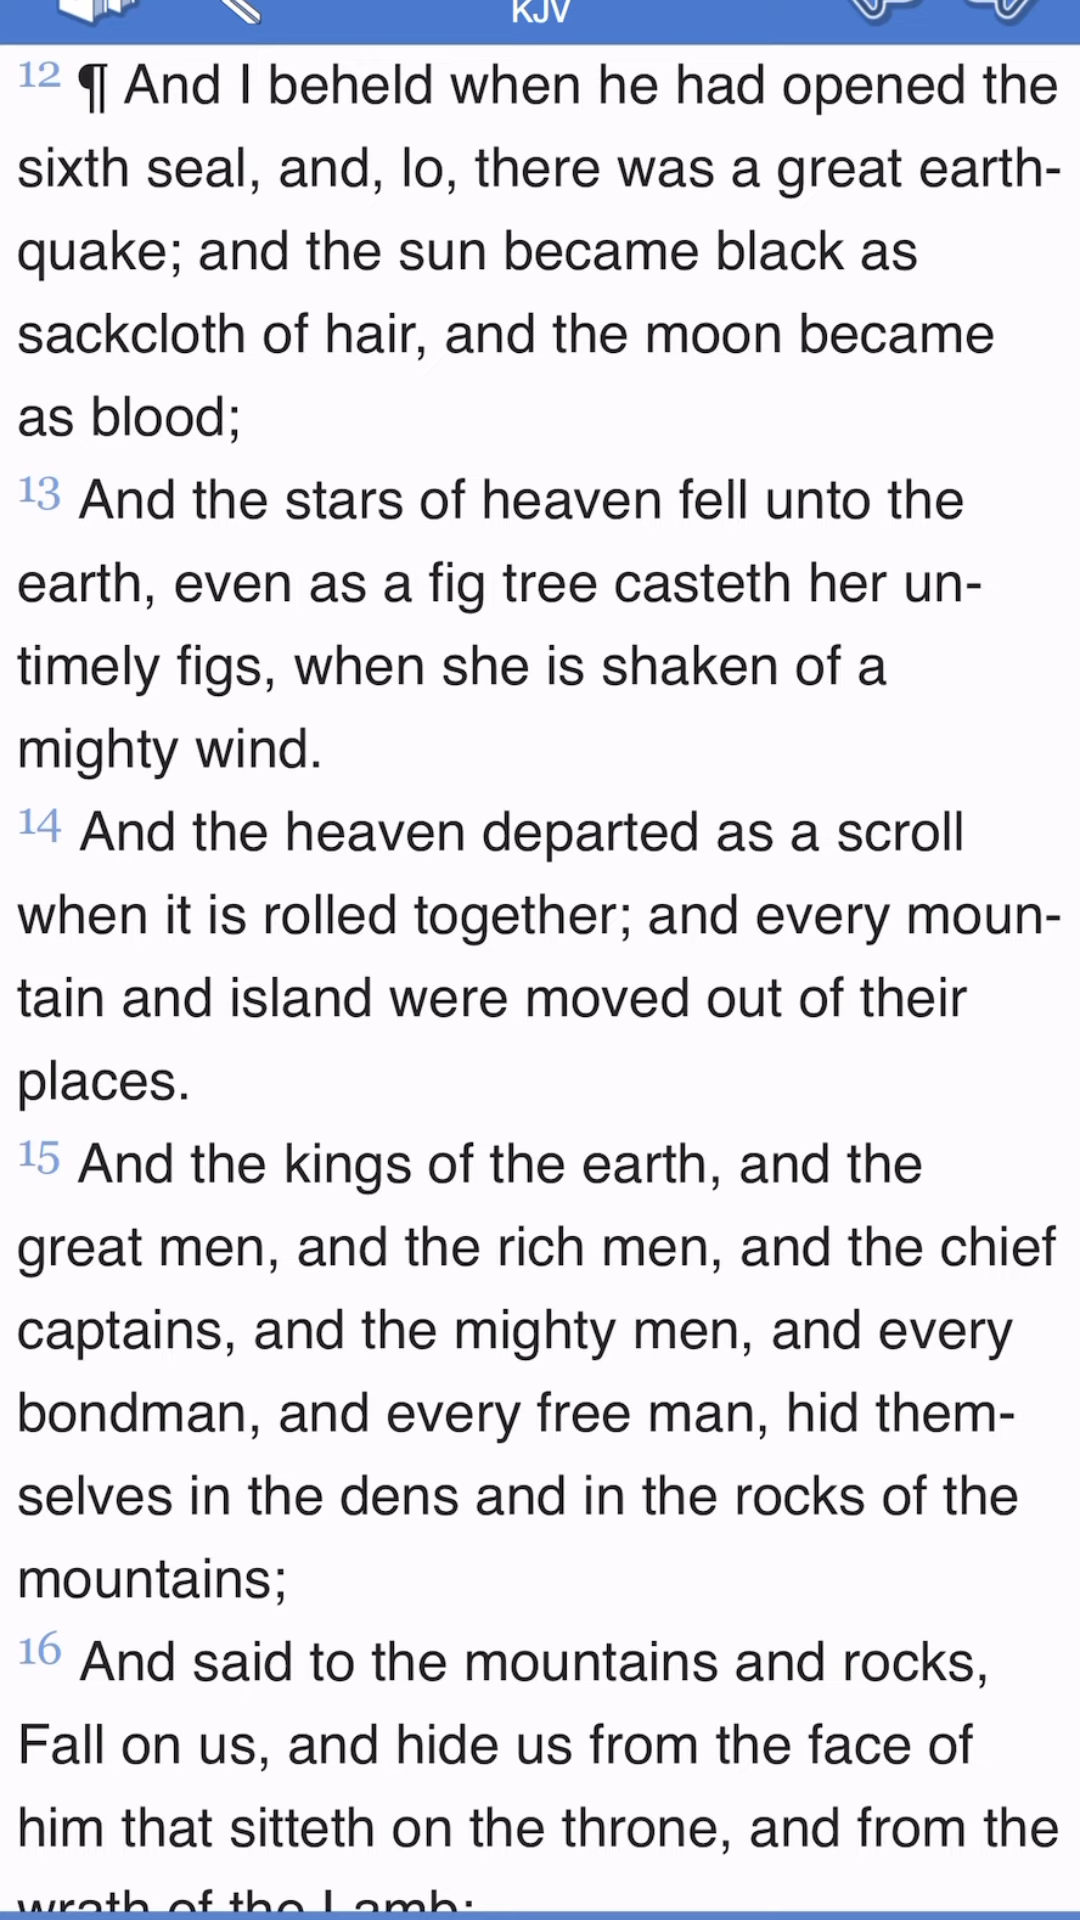 KJV
12 ¶ And I beheld when he had opened the
sixth seal, and, lo, there was a great earth-
quake; and the sun became black as
sackcloth of hair, and the moon became
as blood;
13 And the stars of heaven fell unto the
earth, even as a fig tree casteth her un-
timely figs, when she is shaken of a
mighty wind.
14 And the heaven departed as a scroll
when it is rolled together; and every moun-
tain and island were moved out of their
places.
15 And the kings of the earth, and the
great men, and the rich men, and the chief
captains, and the mighty men, and every
bondman, and every free man, hid them-
selves in the dens and in the rocks of the
mountains;
16 And said to the mountains and rocks,
Fall on us, and hide us from the face of
him that sitteth on the throne, and from the
wrath of the Lamb: